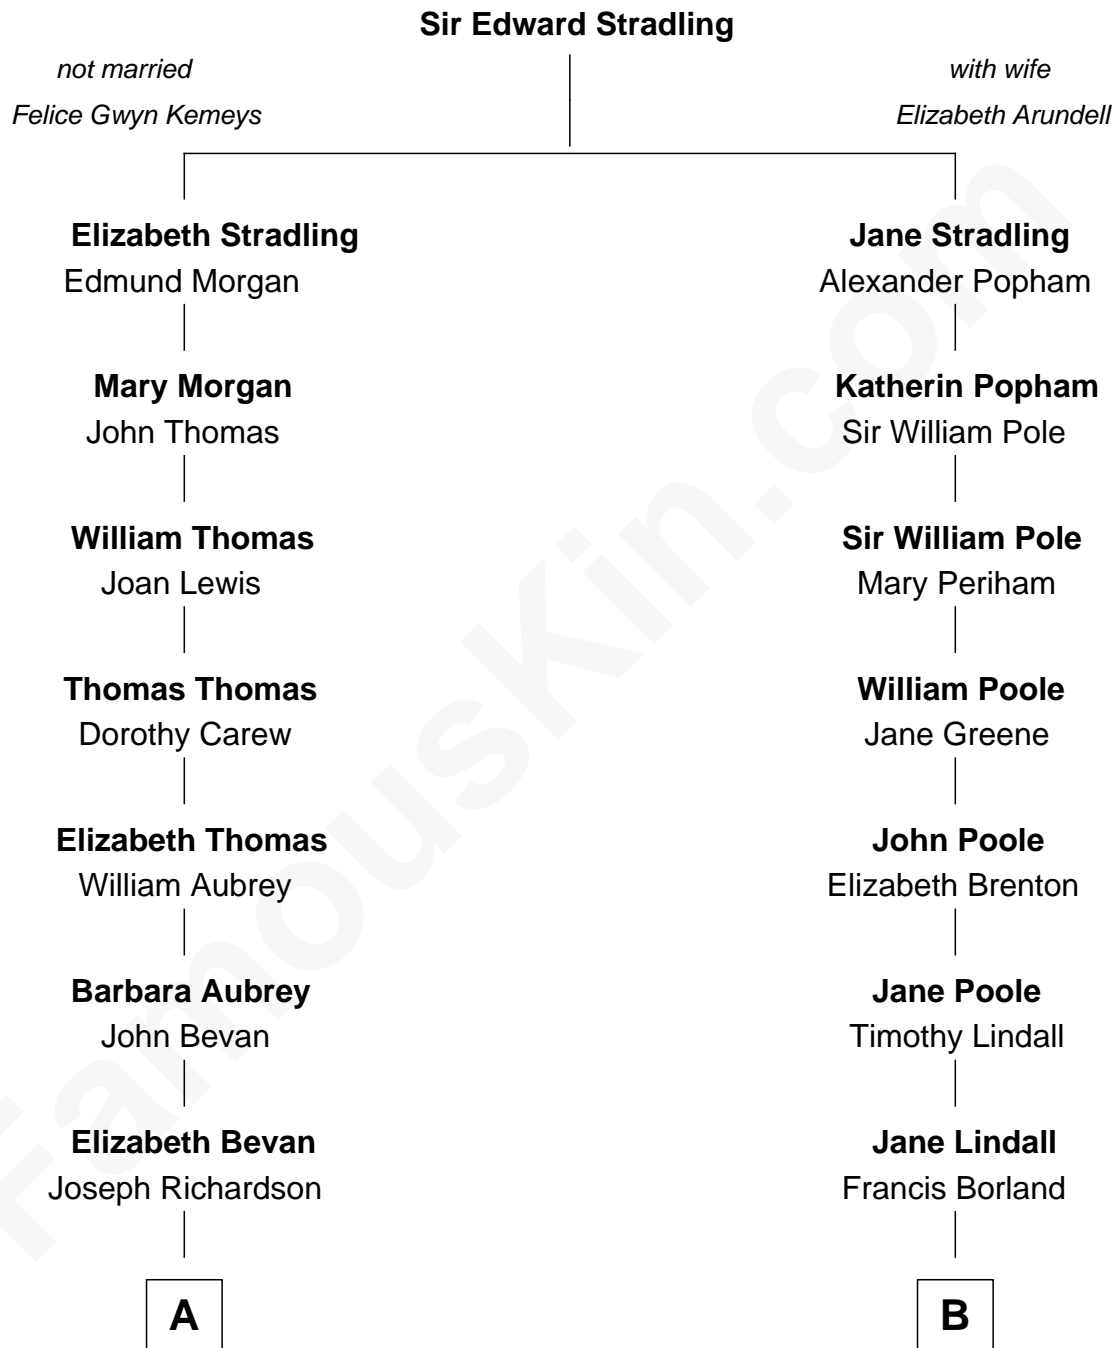 Sir Edward Stradling
not married
Felice Gwyn Kemeys
with wife
Elizabeth Arundell
Elizabeth Stradling
Edmund Morgan
Jane Stradling
Alexander Popham
Mary Morgan
John Thomas
Katherin Popham
Sir William Pole
William Thomas
Joan Lewis
Sir William Pole
Mary Periham
Thomas Thomas
Dorothy Carew
William Poole
Jane Greene
Elizabeth Thomas
William Aubrey
John Poole
Elizabeth Brenton
Barbara Aubrey
John Bevan
Jane Poole
Timothy Lindall
Elizabeth Bevan
Joseph Richardson
Jane Lindall
Francis Borland
A
B
FamousKin.com